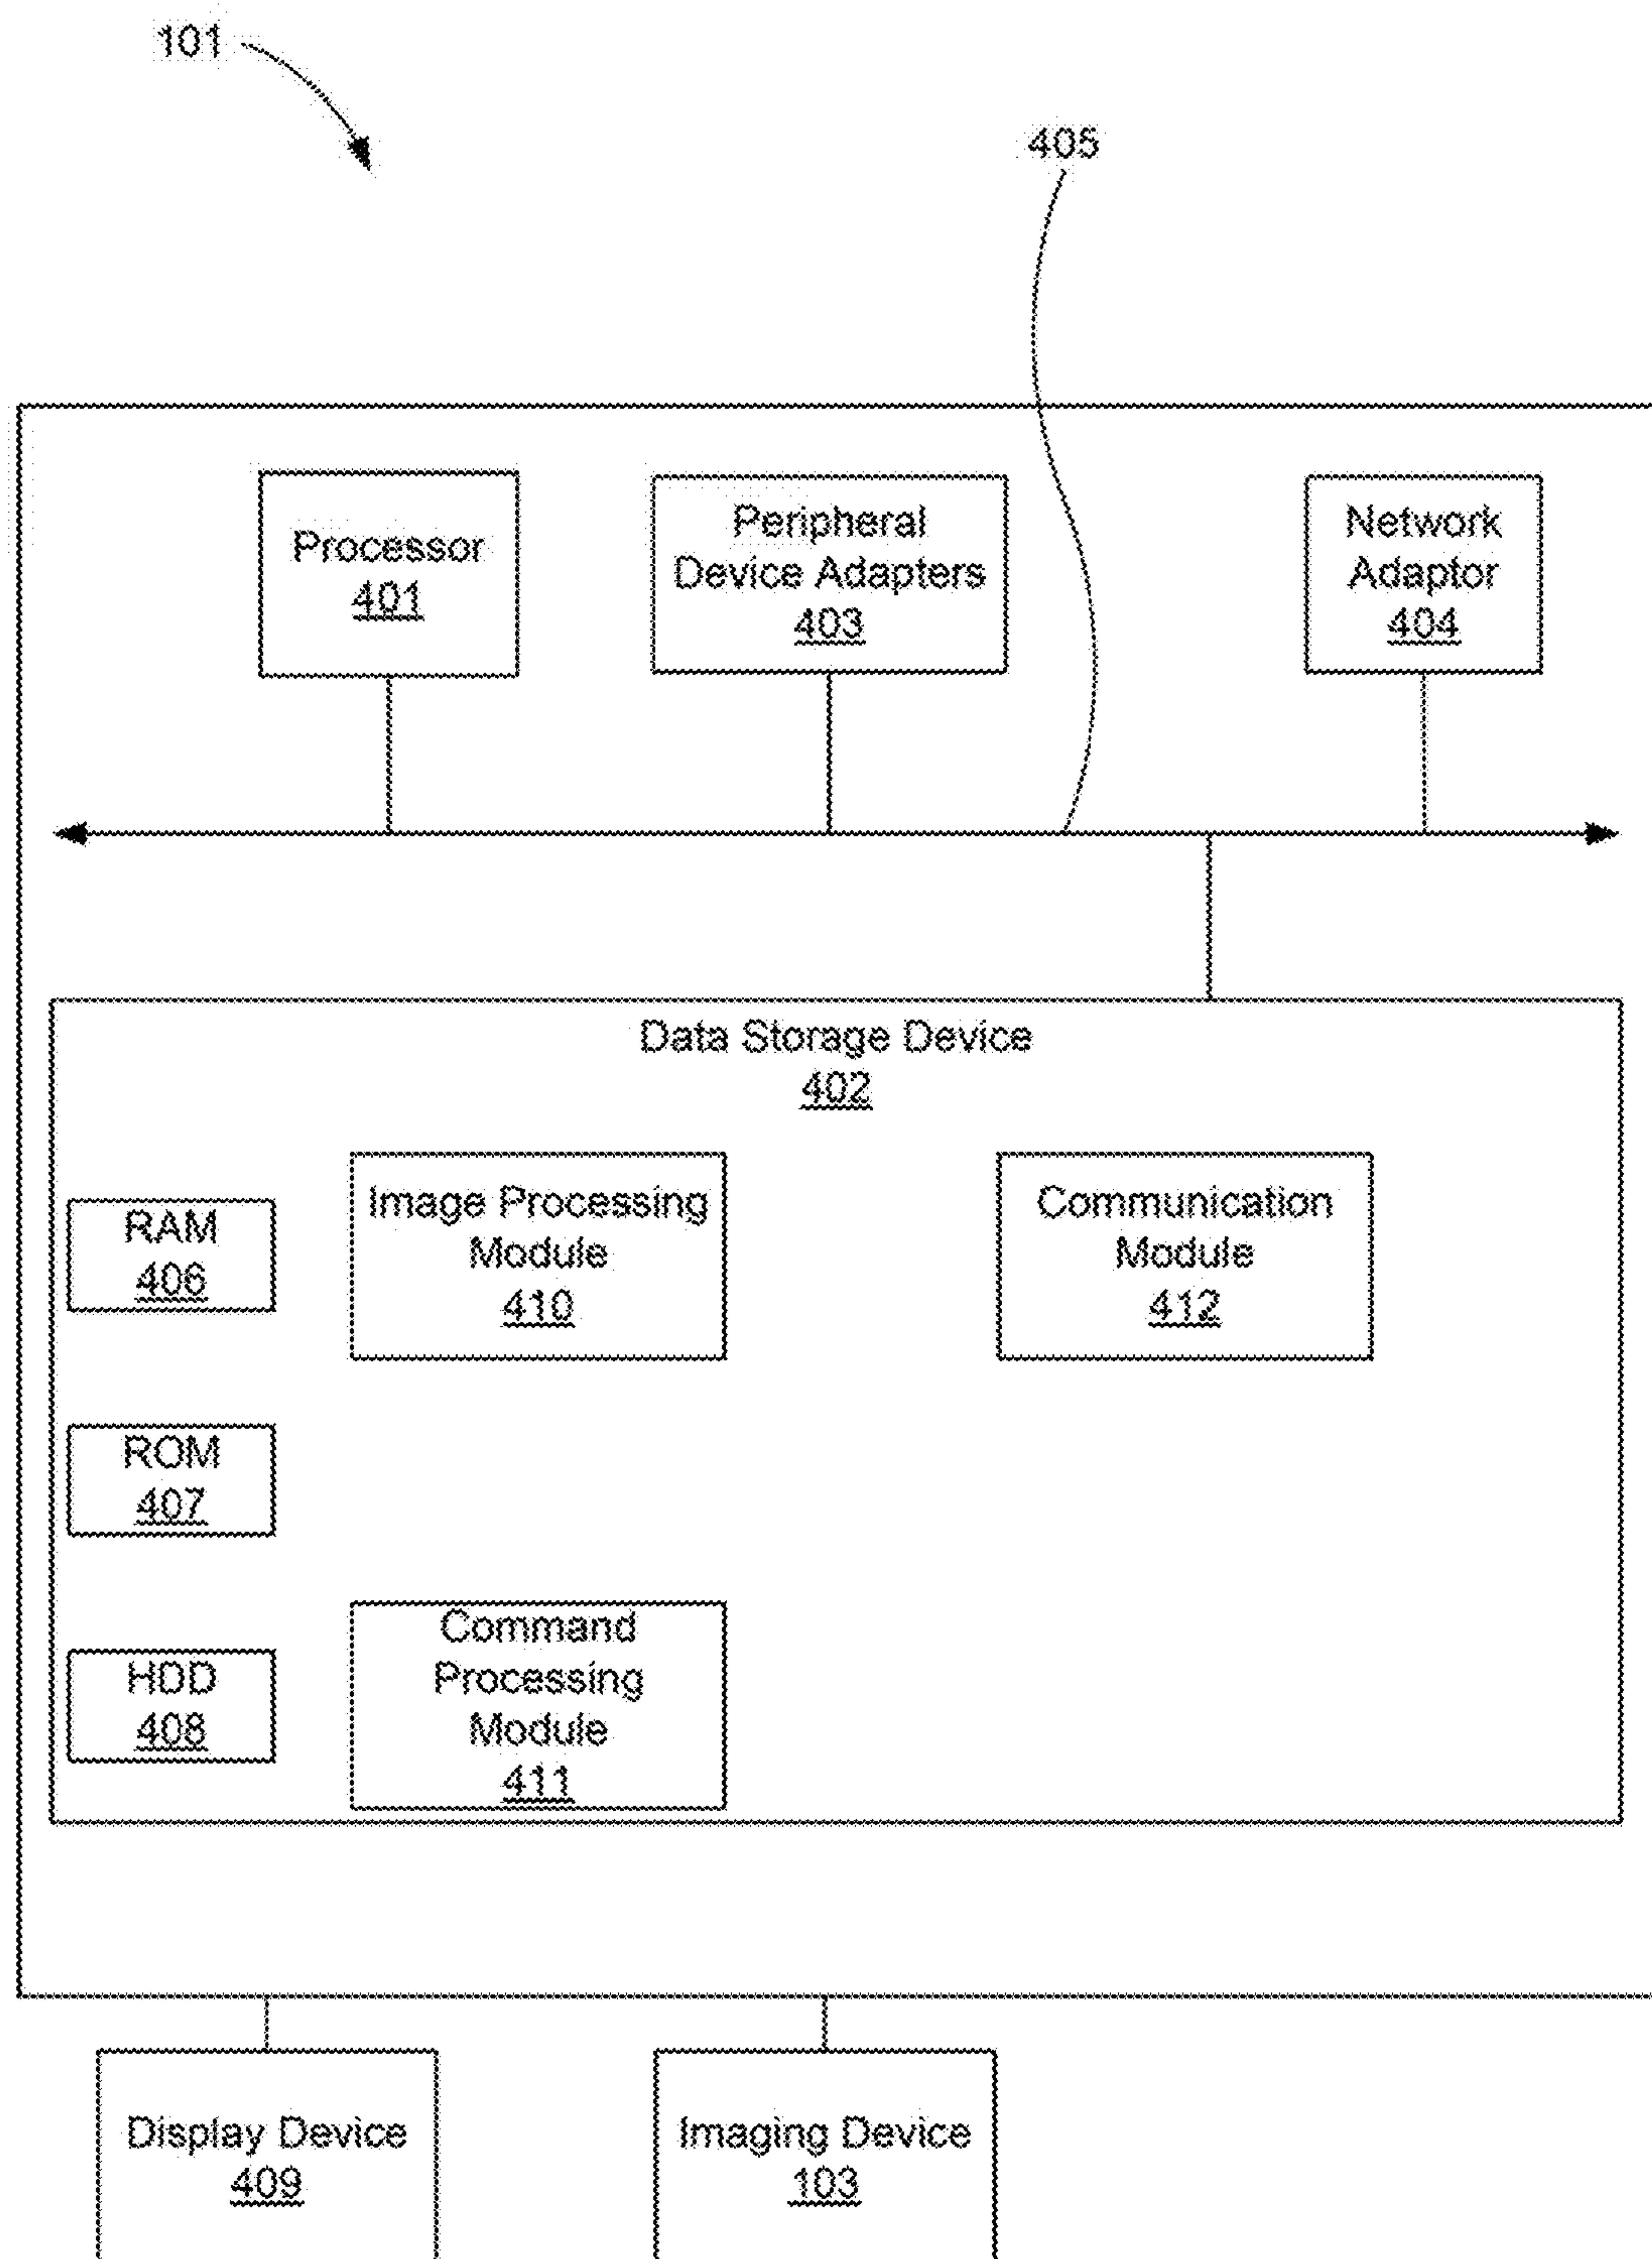 101
405
Processor
401
Peripheral
Device Adapters
403
Network
Adaptor
404
Data Storage Device
402
RAM
406
Image Processing
Module
410
Communication
Module
412
ROM
407
HDD
408
Command
Processing
Module
411
Display Device
409
Imaging Device
103